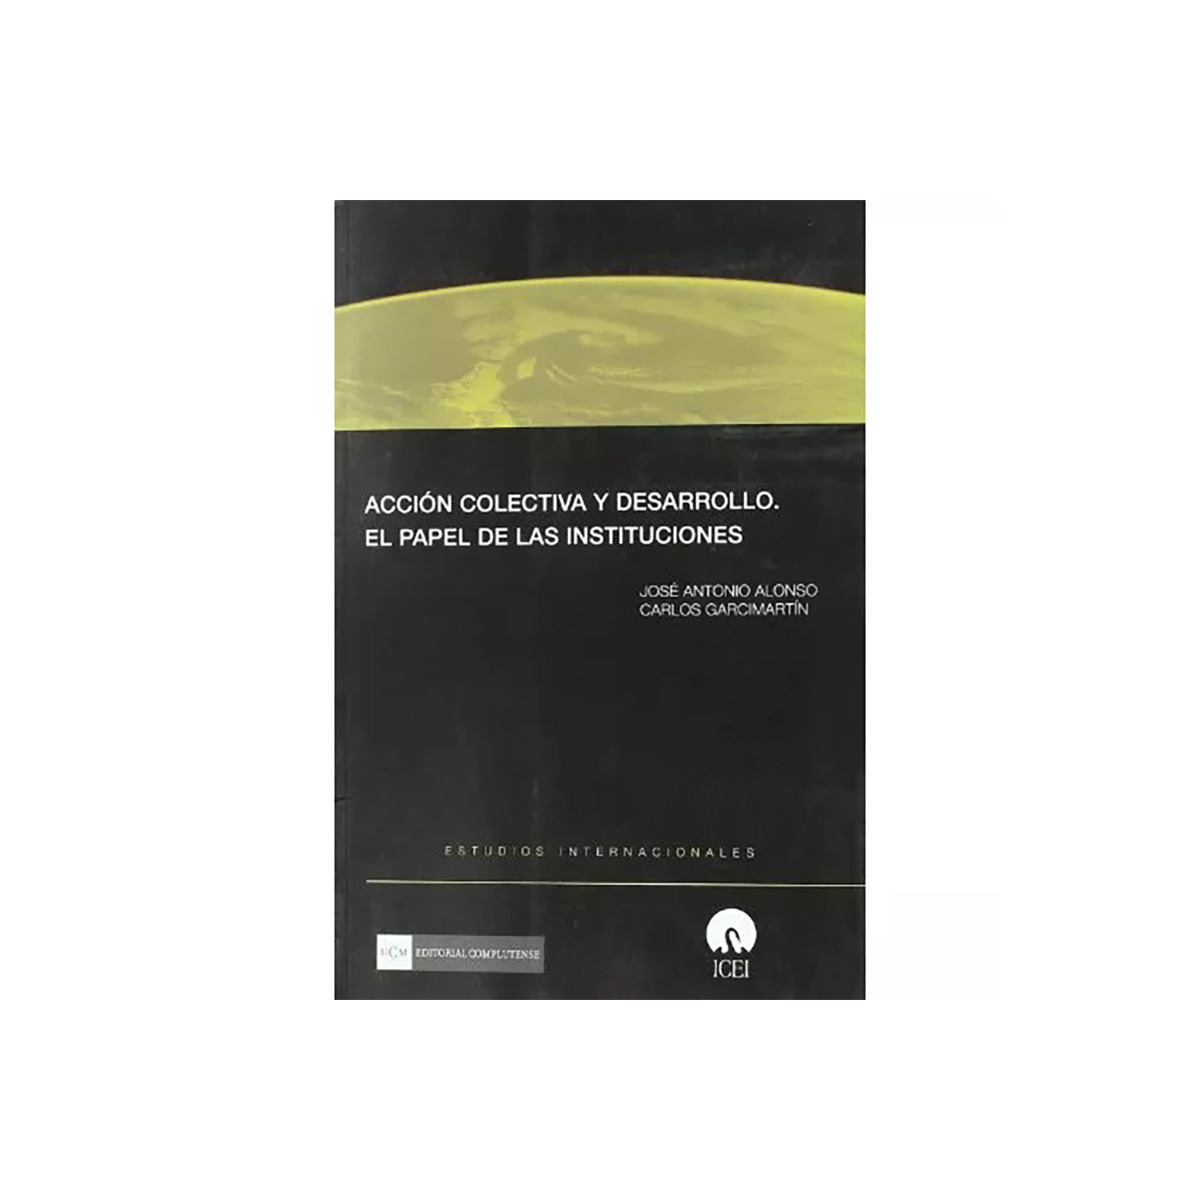 ACCIÓN COLECTIVA Y DESARROLLO.
EL PAPEL DE LAS INSTITUCIONES
JOSÉ ANTONIO ALONSO
CARLOS GARCIMARTÍN
ESTUDIOS INTERNACIONALES
UCM EDITORIAL COMPLUTENSE
ICEI